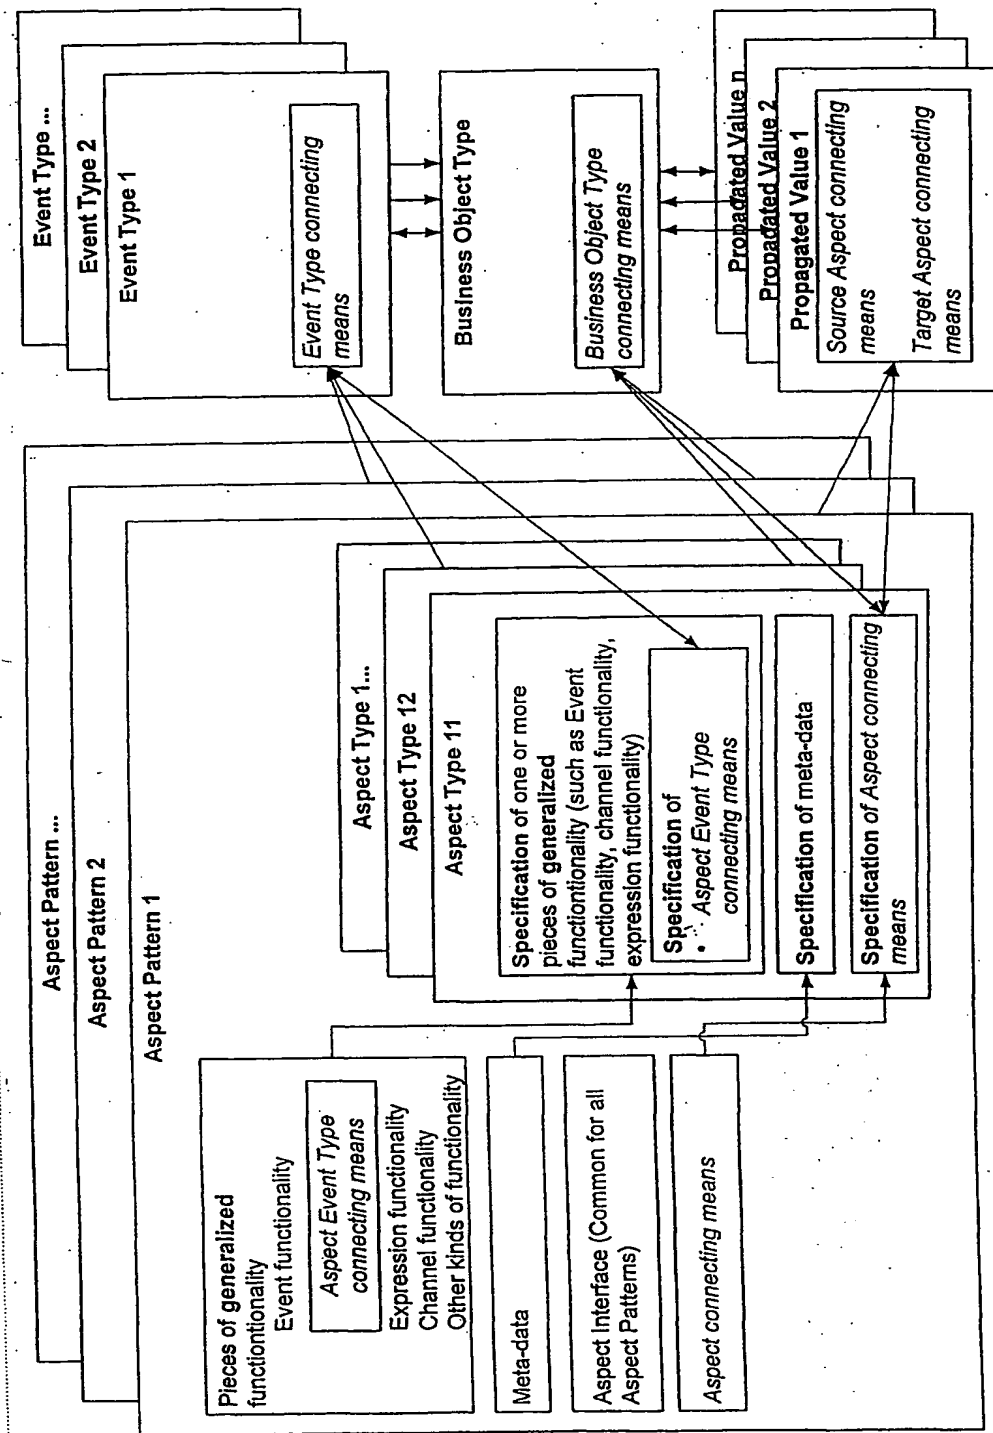 Aspect Pattern ...
Aspect Pattern 2
Aspect Pattern 1
Pieces of generalized
functiontionality
Event functionality
Aspect Event Type
connecting means
Expression functionality
Channel functionality
Other kinds of functionality
Meta-data
Aspect Interface (Common for all
Aspect Patterns)
Aspect connecting means
Aspect Type 1...
Aspect Type 12
Aspect Type 11
Specification of one or more
pieces of generalized
functiontionality (such as Event
functionality, channel functionality,
expression functionality)
Specification of
• Aspect Event Type
connecting means
Specification of meta-data
Specification of Aspect connecting
means
Event Type ...
Event Type 2
Event Type 1
Event Type connecting
means
Business Object Type
Business Object Type
connecting means
Propagated Value n
Propagated Value 2
Propagated Value 1
Source Aspect connecting
means
Target Aspect connecting
means